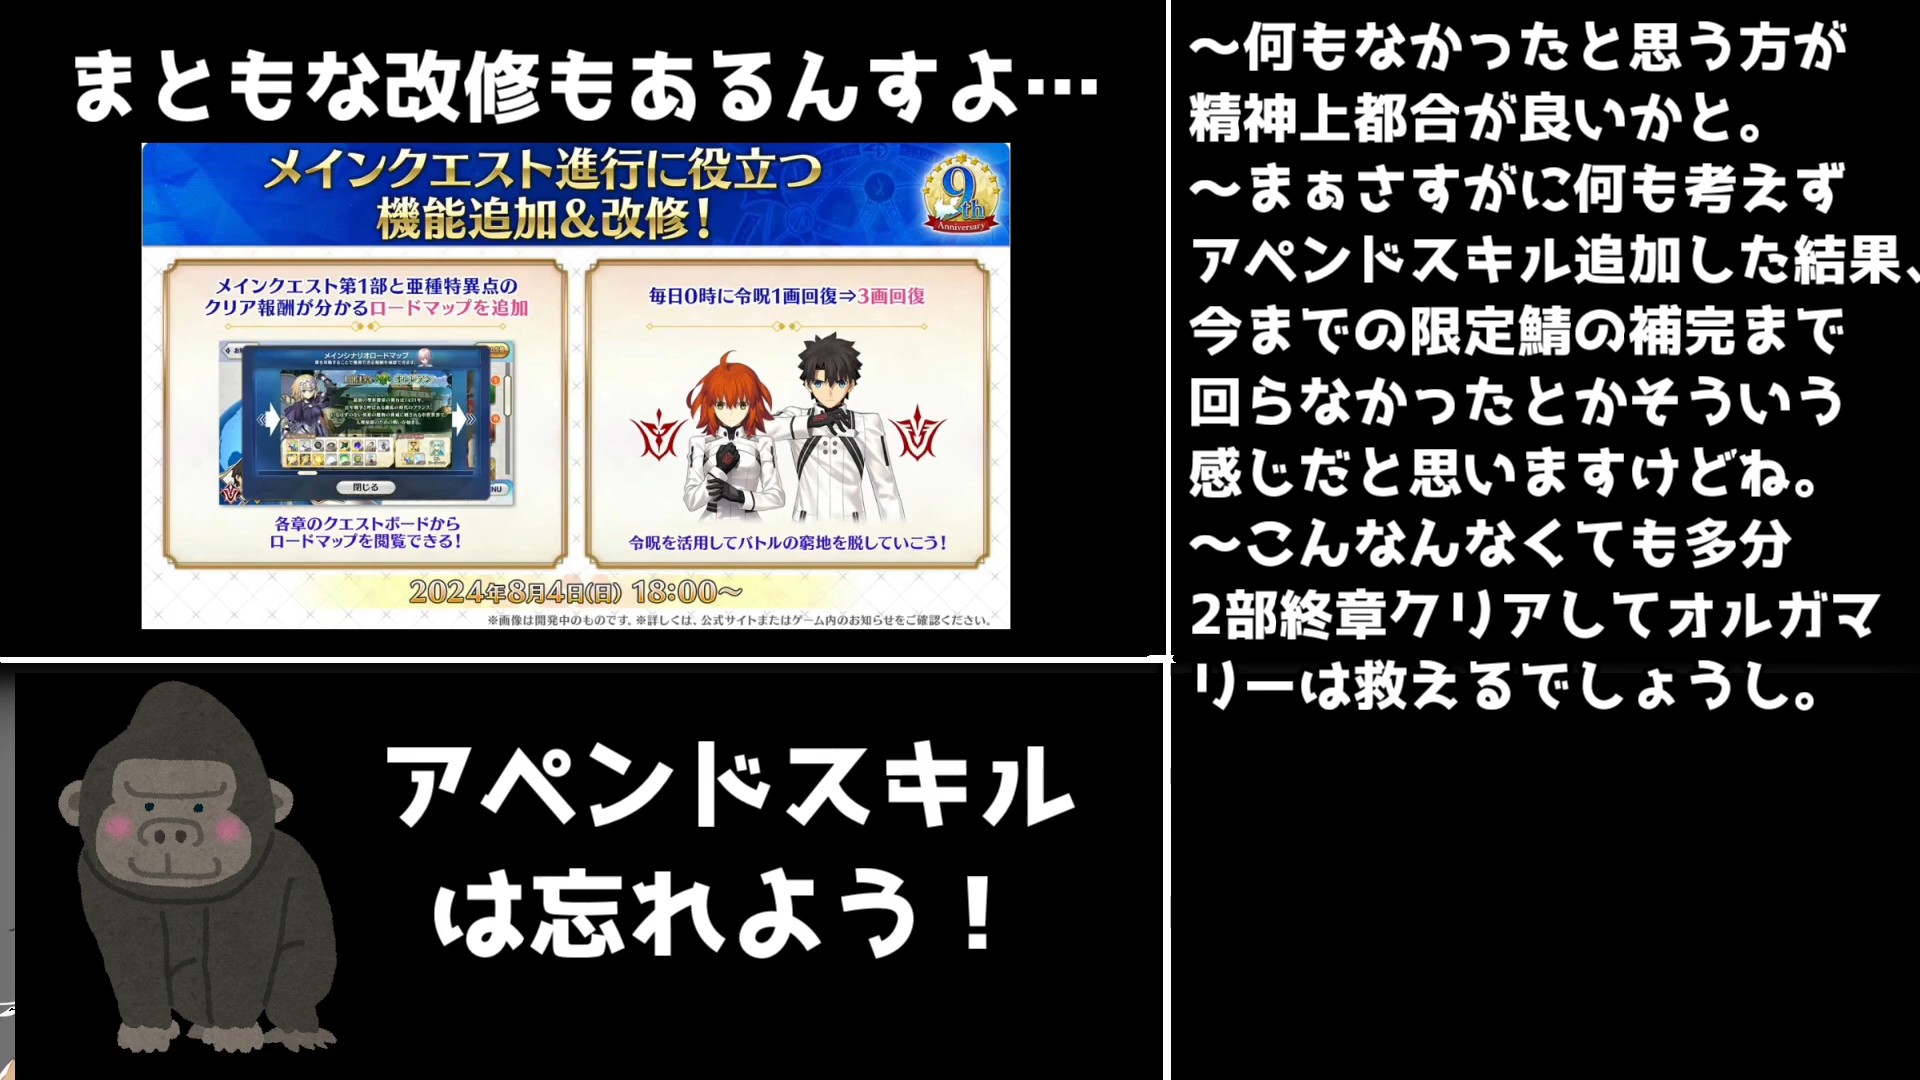 まともな改修もあるんすよ…
メインクエスト進行に役立つ
機能追加&改修!
9th
Anniversary
メインクエスト第1部と亜種特異点の
クリア報酬が分かるロードマップを追加
メインシナリオロードマップ
閉じる
各章のクエストボードから
ロードマップを閲覧できる!
毎日0時に令呪1画回復⇒3画回復
令呪を活用してバトルの窮地を脱していこう!
2024年8月4日(日) 18:00～
※画像は開発中のものです。※詳しくは、公式サイトまたはゲーム内のお知らせをご確認ください。
アペンドスキル
は忘れよう！
～何もなかったと思う方が
精神上都合が良いかと。
～まぁさすがに何も考えず
アペンドスキル追加した結果、
今までの限定鯖の補完まで
回らなかったとかそういう
感じだと思いますけどね。
～こんなんなくても多分
2部終章クリアしてオルガマ
リーは救えるでしょうし。